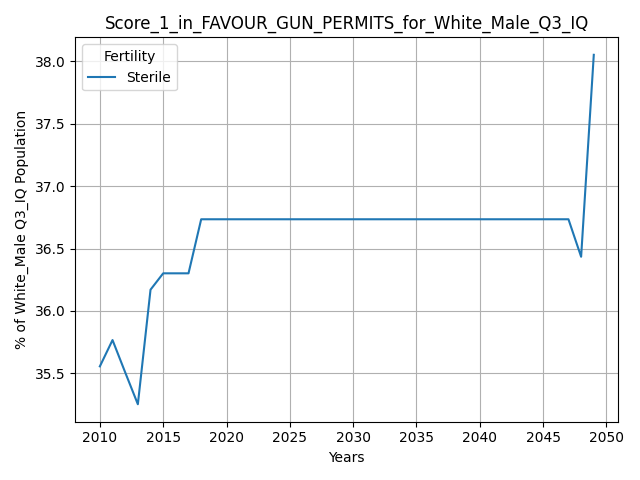 Score_1_in_FAVOUR_GUN_PERMITS_for_White_Male_Q3_IQ
Fertility
Sterile
% of White_Male Q3_IQ Population
38.0
37.5
37.0
36.5
36.0
35.5
2010 2015 2020 2025 2030 2035 2040 2045 2050
Years